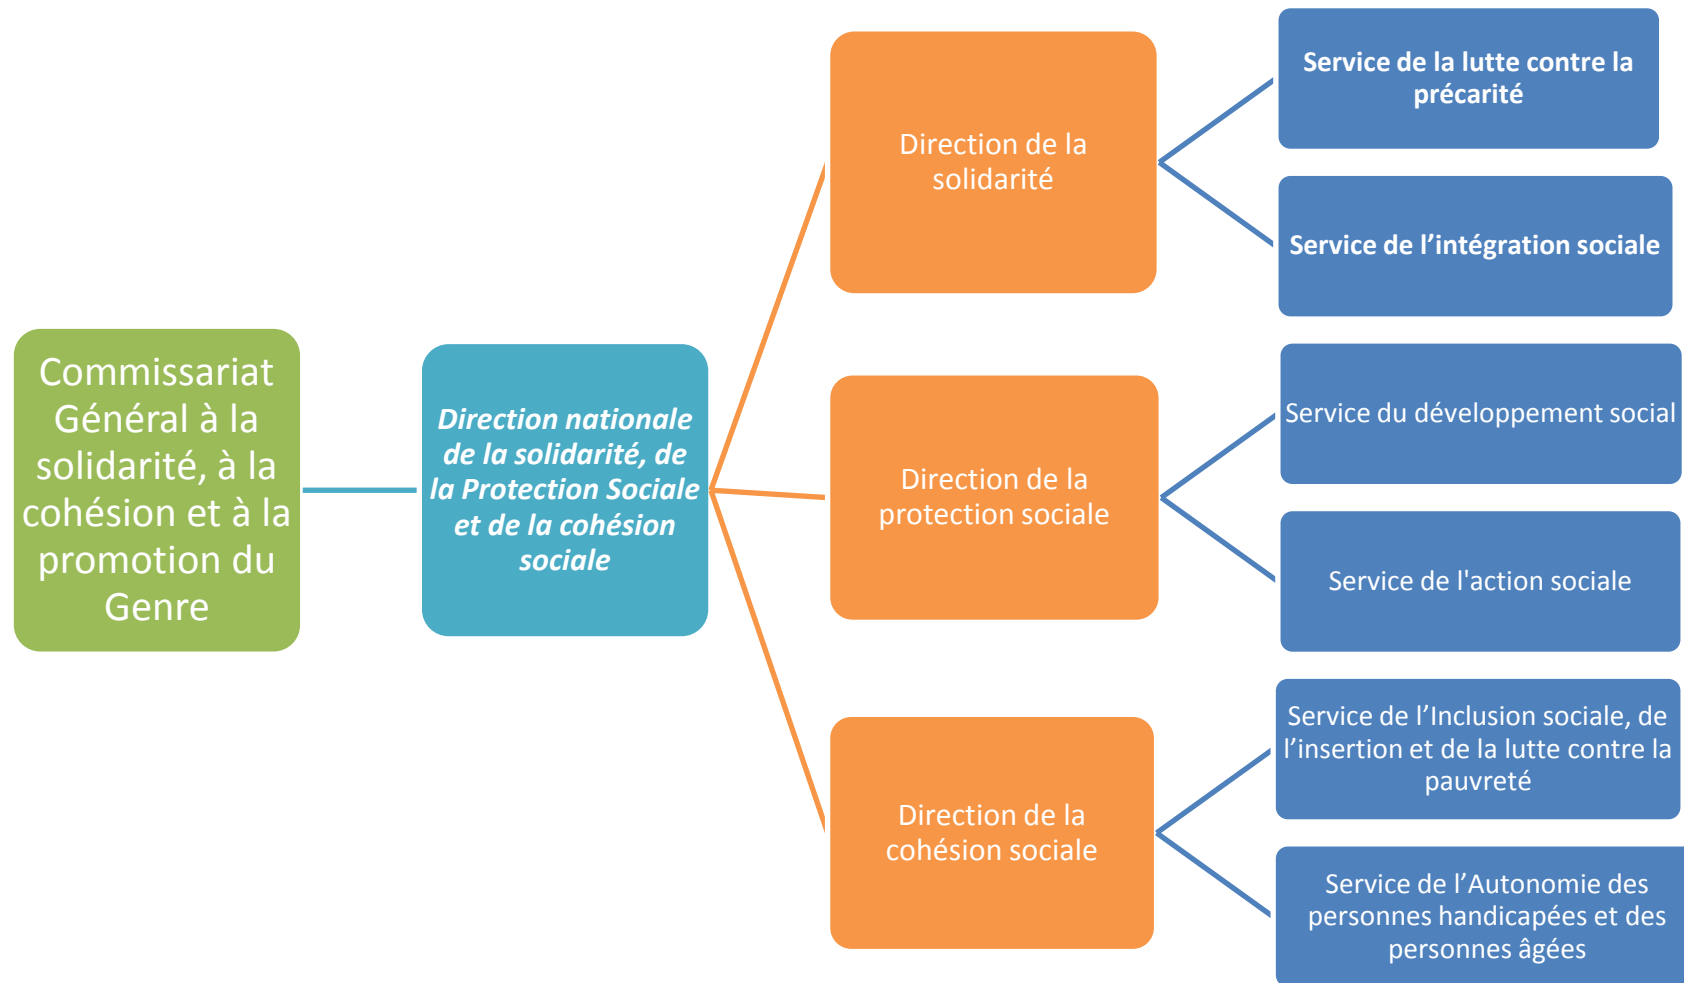 Commissariat
Général à la
solidarité, à la
cohésion et à la
promotion du
Genre
Direction nationale
de la solidarité, de
la Protection Sociale
et de la cohésion
sociale
Direction de la
solidarité
Service de la lutte contre la
précarité
Service de l’intégration sociale
Direction de la
protection sociale
Service du développement social
Service de l'action sociale
Direction de la
cohésion sociale
Service de l’Inclusion sociale, de
l’insertion et de la lutte contre la
pauvreté
Service de l’Autonomie des
personnes handicapées et des
personnes âgées